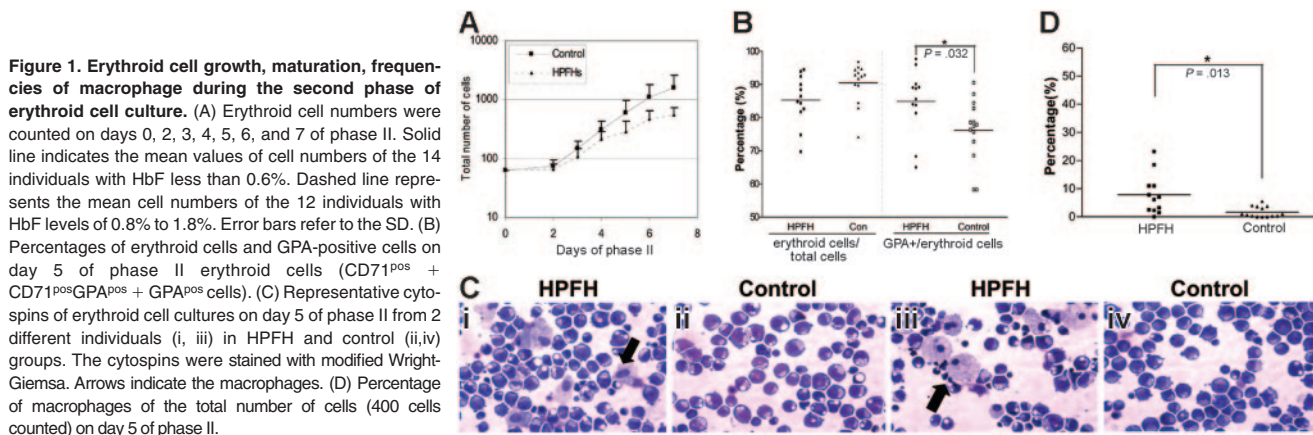 Figure 1. Erythroid cell growth, maturation, frequen-
cies of macrophage during the second phase of
erythroid cell culture. (A) Erythroid cell numbers were
counted on days 0, 2, 3, 4, 5, 6, and 7 of phase II. Solid
line indicates the mean values of cell numbers of the 14
individuals with HbF less than 0.6%. Dashed line repre-
sents the mean cell numbers of the 12 individuals with
HbF levels of 0.8% to 1.8%. Error bars refer to the SD. (B)
Percentages of erythroid cells and GPA-positive cells on
day 5 of phase II erythroid cells (CD71pos +
CD71posGPApos + GPApos cells). (C) Representative cyto-
spins of erythroid cell cultures on day 5 of phase II from 2
different individuals (i, iii) in HPFH and control (ii,iv)
groups. The cytospins were stained with modified Wright-
Giemsa. Arrows indicate the macrophages. (D) Percentage
of macrophages of the total number of cells (400 cells
counted) on day 5 of phase II.
A
10000
1000
100
10
Total number of cells
Control
HPFHs
0 2 4 6 8
Days of phase II
B
*
P = .032
100
90
80
70
60
50
Percentage (%)
HPFH Con HPFH Control
erythroid cells/
total cells
GPA+/erythroid cells
D
*
P = .013
60
50
40
30
20
10
0
Percentage(%)
HPFH Control
C
HPFH Control HPFH Control
i ii iii iv